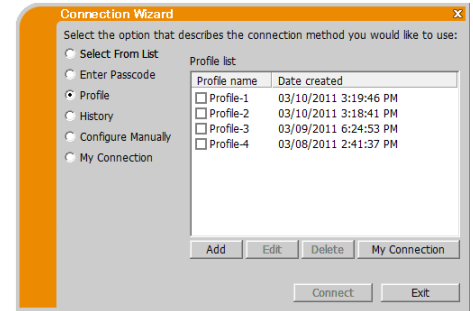 Connection Wizard
x
Select the option that describes the connection method you would like to use:
Select From List
Enter Passcode
Profile
History
Configure Manually
My Connection
Profile list
Profile name Date created
Profile-1 03/10/2011 3:19:46 PM
Profile-2 03/10/2011 3:18:41 PM
Profile-3 03/09/2011 6:24:53 PM
Profile-4 03/08/2011 2:41:37 PM
Add Edit Delete My Connection
Connect Exit